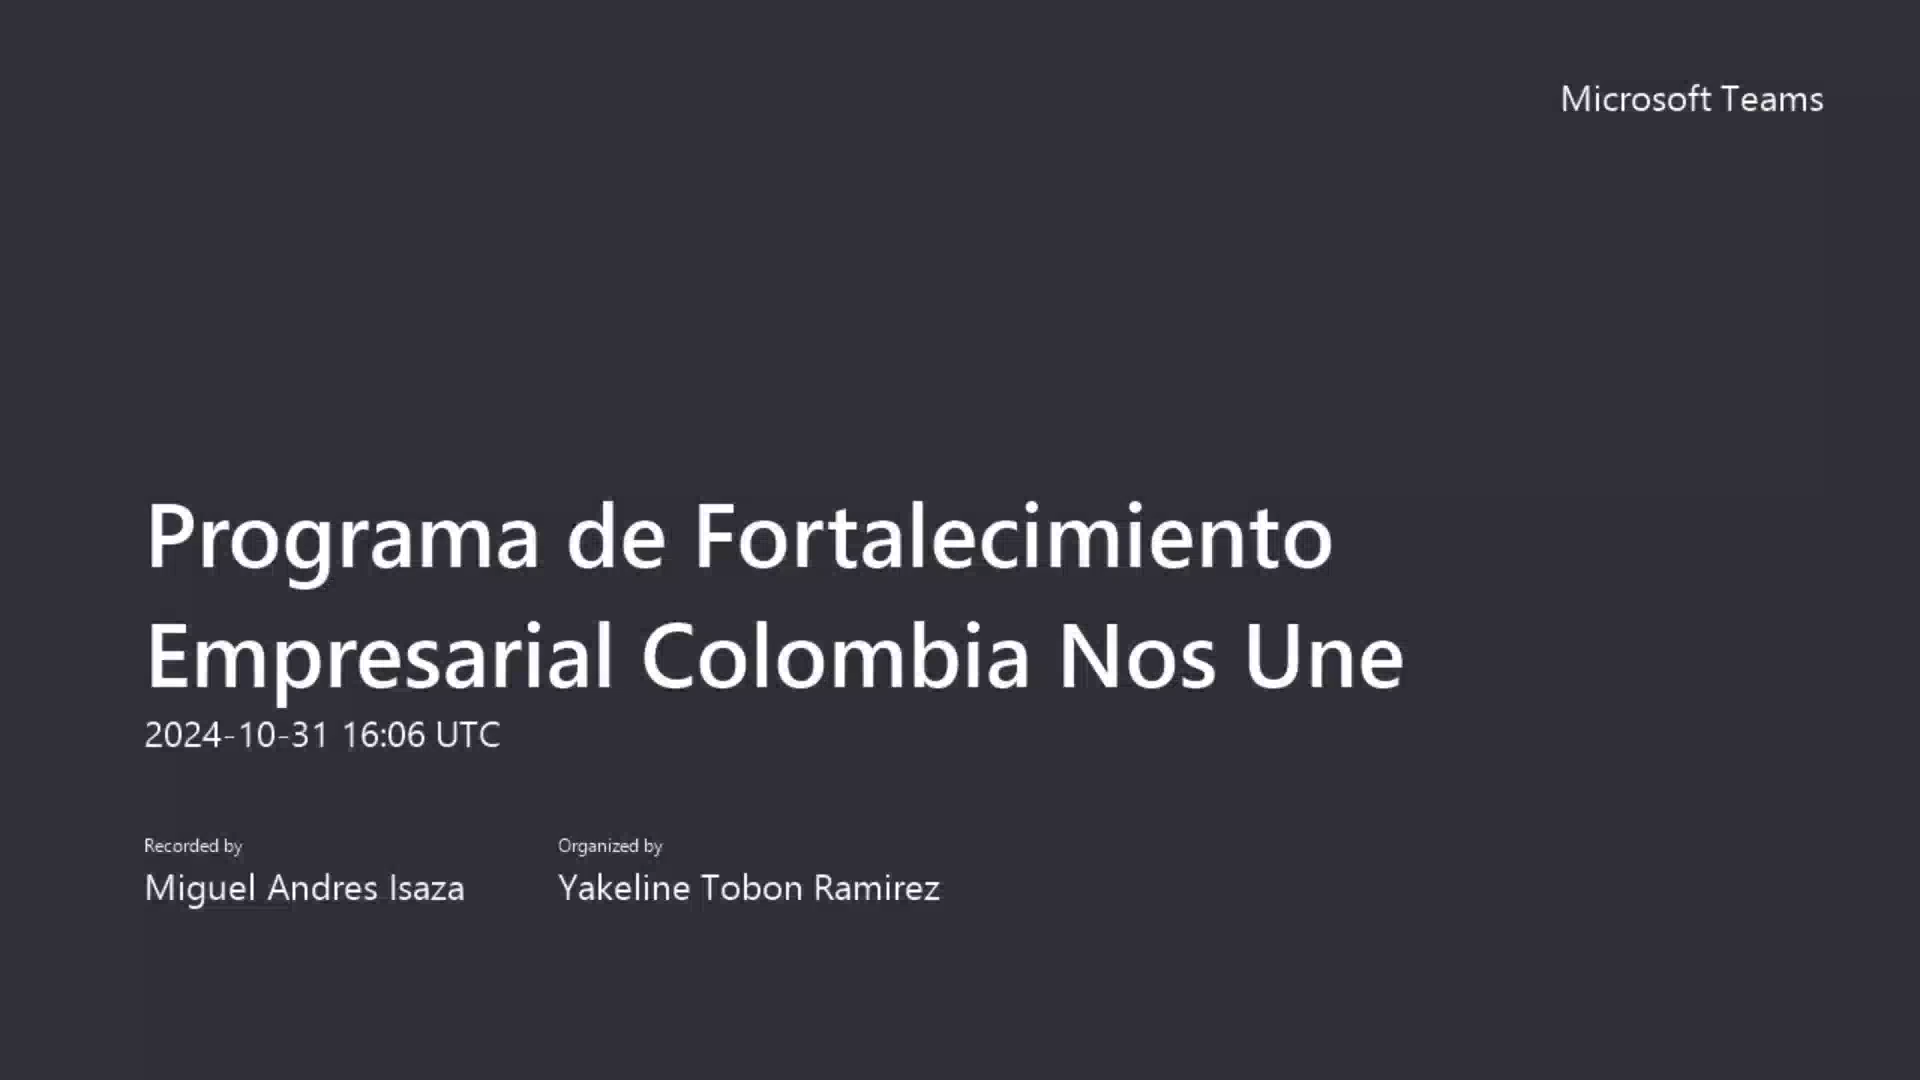 Microsoft Teams
Programa de Fortalecimiento
Empresarial Colombia Nos Une
2024-10-31 16:06 UTC
Recorded by
Miguel Andres Isaza
Organized by
Yakeline Tobon Ramirez